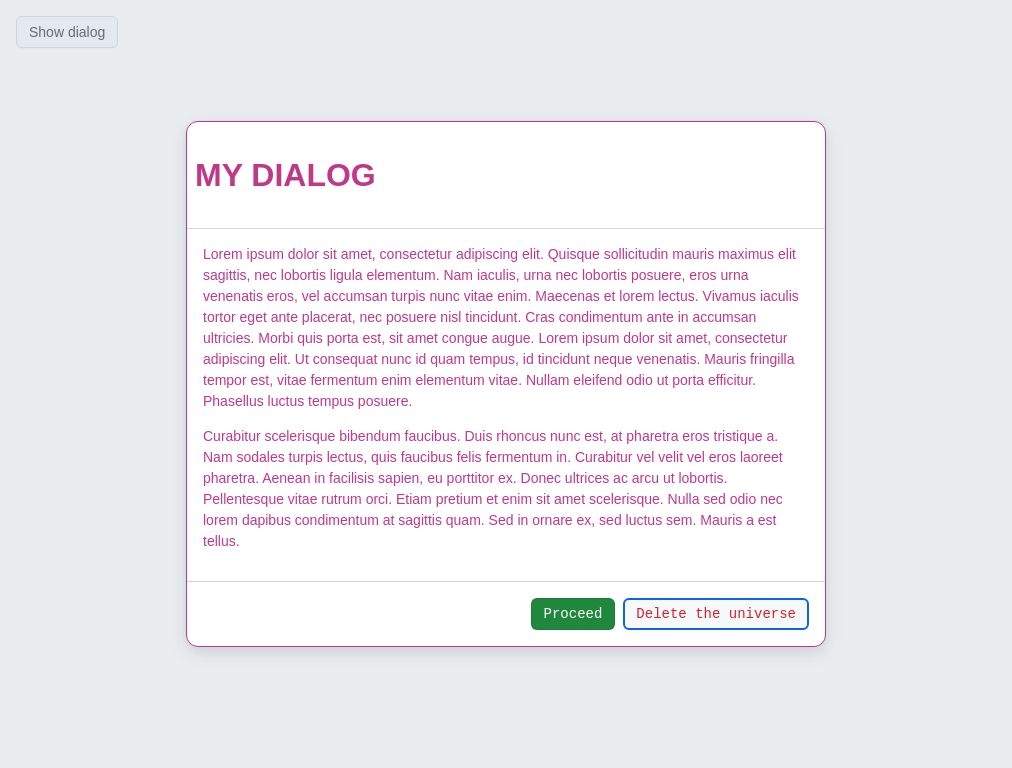 Show dialog
MY DIALOG
Lorem ipsum dolor sit amet, consectetur adipiscing elit. Quisque sollicitudin mauris maximus elit
sagittis, nec lobortis ligula elementum. Nam iaculis, urna nec lobortis posuere, eros urna
venenatis eros, vel accumsan turpis nunc vitae enim. Maecenas et lorem lectus. Vivamus iaculis
tortor eget ante placerat, nec posuere nisl tincidunt. Cras condimentum ante in accumsan
ultricies. Morbi quis porta est, sit amet congue augue. Lorem ipsum dolor sit amet, consectetur
adipiscing elit. Ut consequat nunc id quam tempus, id tincidunt neque venenatis. Mauris fringilla
tempor est, vitae fermentum enim elementum vitae. Nullam eleifend odio ut porta efficitur.
Phasellus luctus tempus posuere.
Curabitur scelerisque bibendum faucibus. Duis rhoncus nunc est, at pharetra eros tristique a.
Nam sodales turpis lectus, quis faucibus felis fermentum in. Curabitur vel velit vel eros laoreet
pharetra. Aenean in facilisis sapien, eu porttitor ex. Donec ultrices ac arcu ut lobortis.
Pellentesque vitae rutrum orci. Etiam pretium et enim sit amet scelerisque. Nulla sed odio nec
lorem dapibus condimentum at sagittis quam. Sed in ornare ex, sed luctus sem. Mauris a est
tellus.
Proceed
Delete the universe